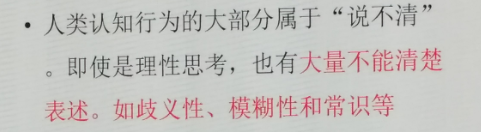 • 人类认知行为的大部分属于“说不清”
。即使是理性思考，也有大量不能清楚
表述。如歧义性、模糊性和常识等